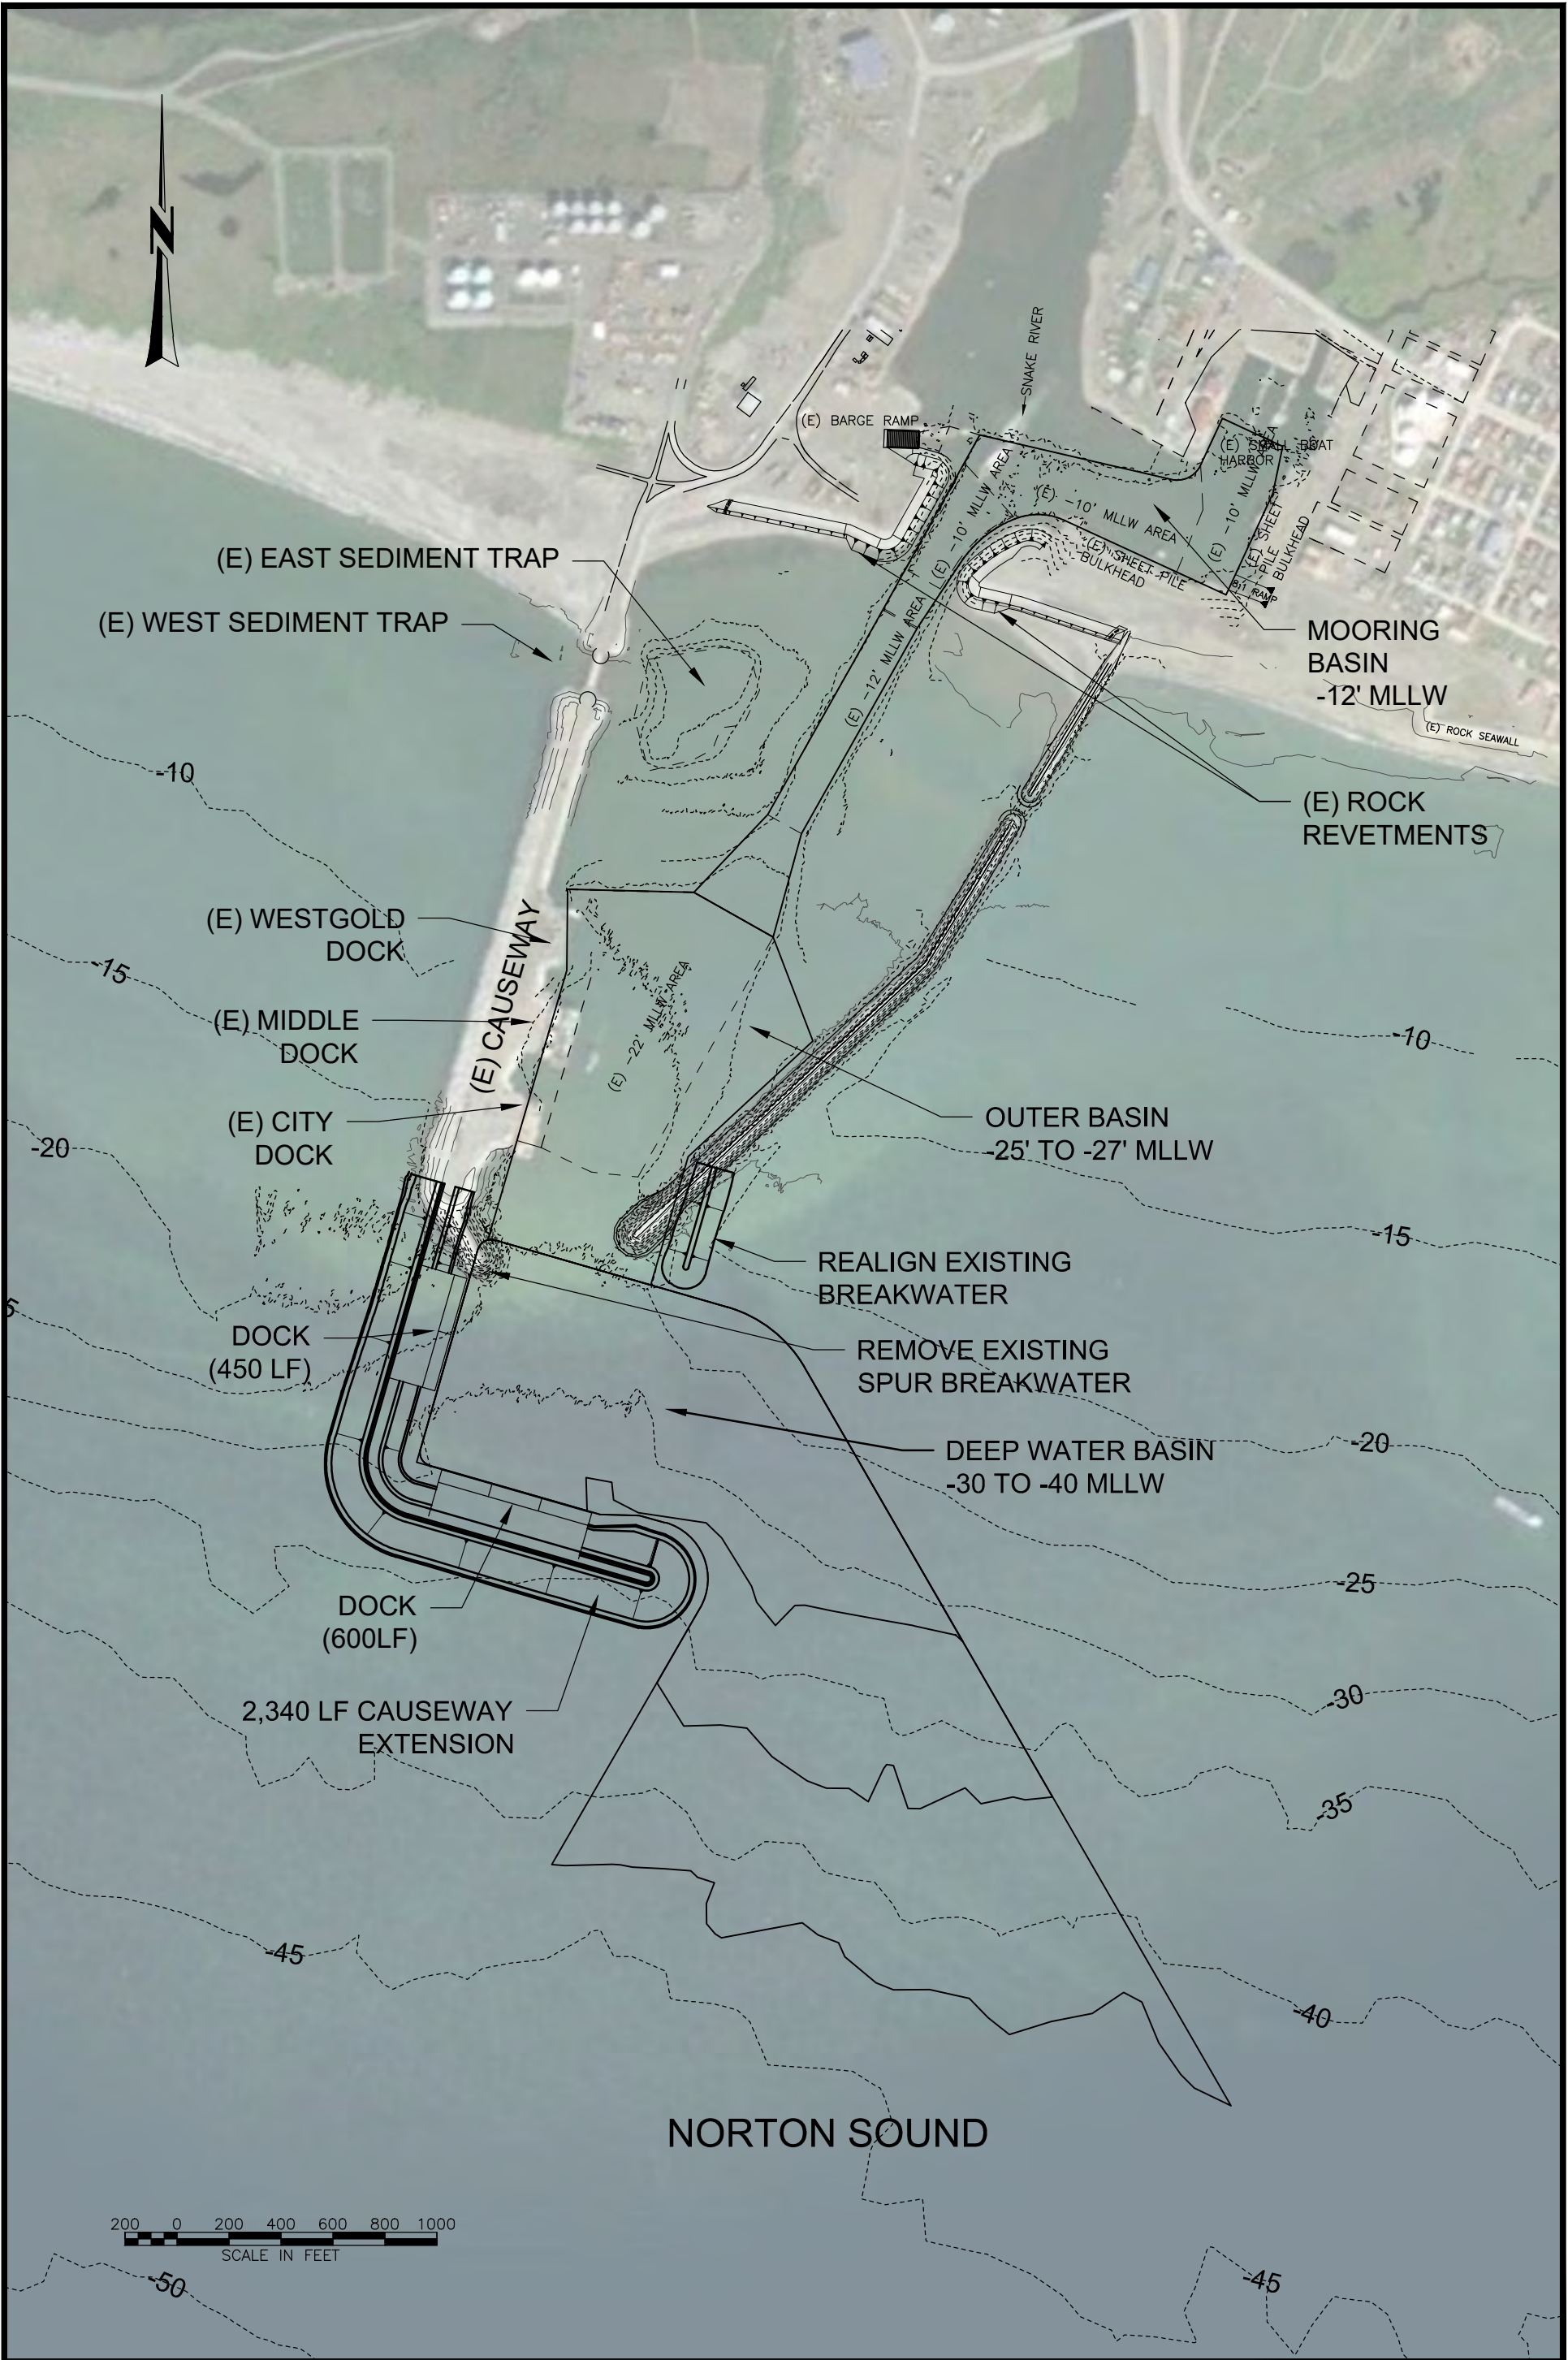 N
SNAKE RIVER
(E) BARGE RAMP
(E) SMALL BOAT
HARBOR
(E) -10' MLLW AREA
(E) -10' MLLW AREA
(E) -10' MLLW AREA
(E) SHEET PILE
BULKHEAD
(E) SHEET
PILE
BULKHEAD
8:1 RAMP
(E) EAST SEDIMENT TRAP
(E) WEST SEDIMENT TRAP
(E) -12' MLLW AREA
MOORING
BASIN
-12' MLLW
(E) ROCK SEAWALL
-10
(E) ROCK
REVETMENTS
(E) WESTGOLD
DOCK
(E) CAUSEWAY
-15
(E) -22' MLLW AREA
(E) MIDDLE
DOCK
-10
(E) CITY
DOCK
OUTER BASIN
-25' TO -27' MLLW
-20
-15
REALIGN EXISTING
BREAKWATER
5
DOCK
(450 LF)
REMOVE EXISTING
SPUR BREAKWATER
-20
DEEP WATER BASIN
-30 TO -40 MLLW
-25
DOCK
(600LF)
-30
2,340 LF CAUSEWAY
EXTENSION
-35
-45
-40
NORTON SOUND
200 0 200 400 600 800 1000
SCALE IN FEET
-50
-45